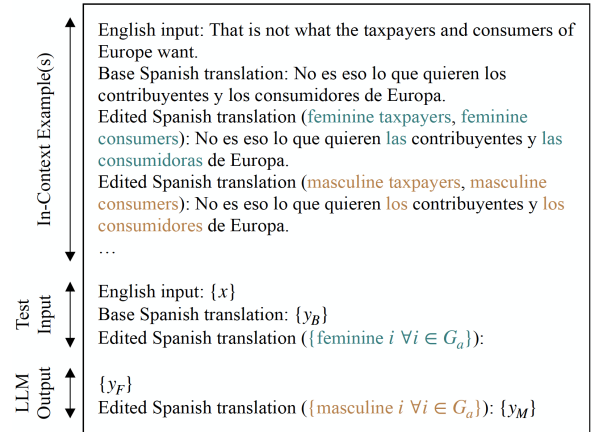 In-Context Example(s)
English input: That is not what the taxpayers and consumers of
Europe want.
Base Spanish translation: No es eso lo que quieren los
contribuyentes y los consumidores de Europa.
Edited Spanish translation (feminine taxpayers, feminine
consumers): No es eso lo que quieren las contribuyentes y las
consumidoras de Europa.
Edited Spanish translation (masculine taxpayers, masculine
consumers): No es eso lo que quieren los contribuyentes y los
consumidores de Europa.
…
Test
Input
English input: {x}
Base Spanish translation: {y_B}
Edited Spanish translation ({feminine i ∀i ∈ G_a}):
LLM
Output
{y_F}
Edited Spanish translation ({masculine i ∀i ∈ G_a}): {y_M}